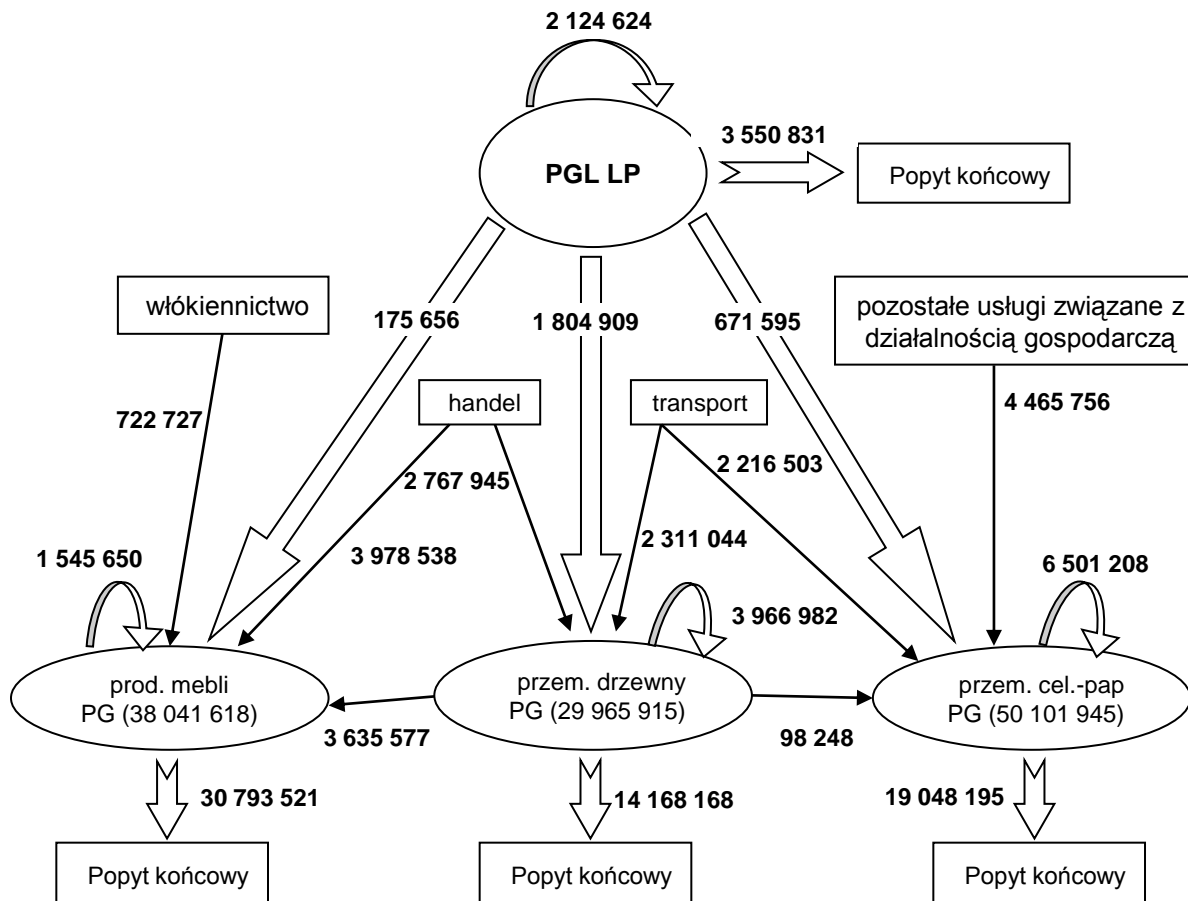 2 124 624
3 550 831
PGL LP
Popyt końcowy
włókiennictwo
175 656
1 804 909
671 595
pozostałe usługi związane z
działalnością gospodarczą
handel
transport
722 727
4 465 756
2 767 945
2 216 503
1 545 650
3 978 538
2 311 044
6 501 208
3 966 982
prod. mebli
PG (38 041 618)
przem. drzewny
PG (29 965 915)
przem. cel.-pap
PG (50 101 945)
3 635 577
98 248
30 793 521
14 168 168
19 048 195
Popyt końcowy
Popyt końcowy
Popyt końcowy